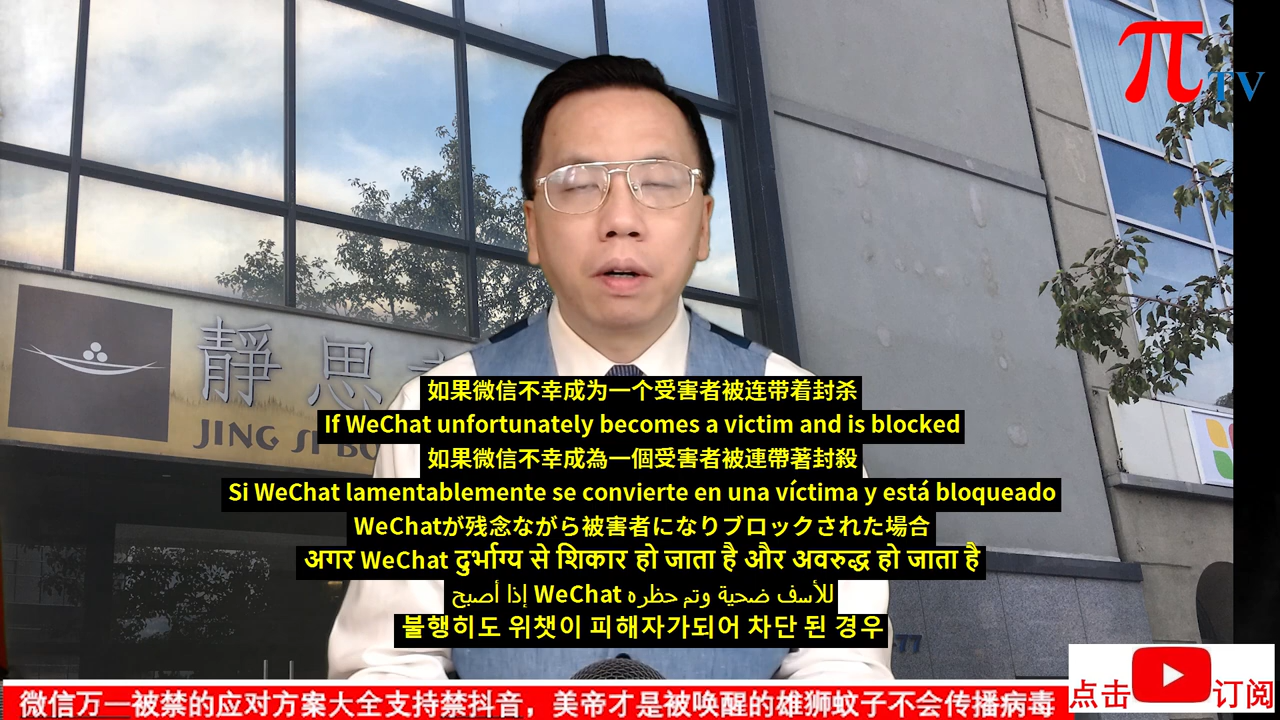 π TV
靜思
JING SI BO
如果微信不幸成为一个受害者被连带着封杀
If WeChat unfortunately becomes a victim and is blocked
如果微信不幸成為一個受害者被連帶著封殺
Si WeChat lamentablemente se convierte en una víctima y está bloqueado
WeChatが残念ながら被害者になりブロックされた場合
अगर WeChat दुर्भाग्य से शिकार हो जाता है और अवरुद्ध हो जाता है
للأسف ضحية وتم حظره WeChat إذا أصبح
불행히도 위챗이 피해자가되어 차단 된 경우
微信万一被禁的应对方案大全支持禁抖音，美帝才是被唤醒的雄狮蚊子不会传播病毒
点击 订阅